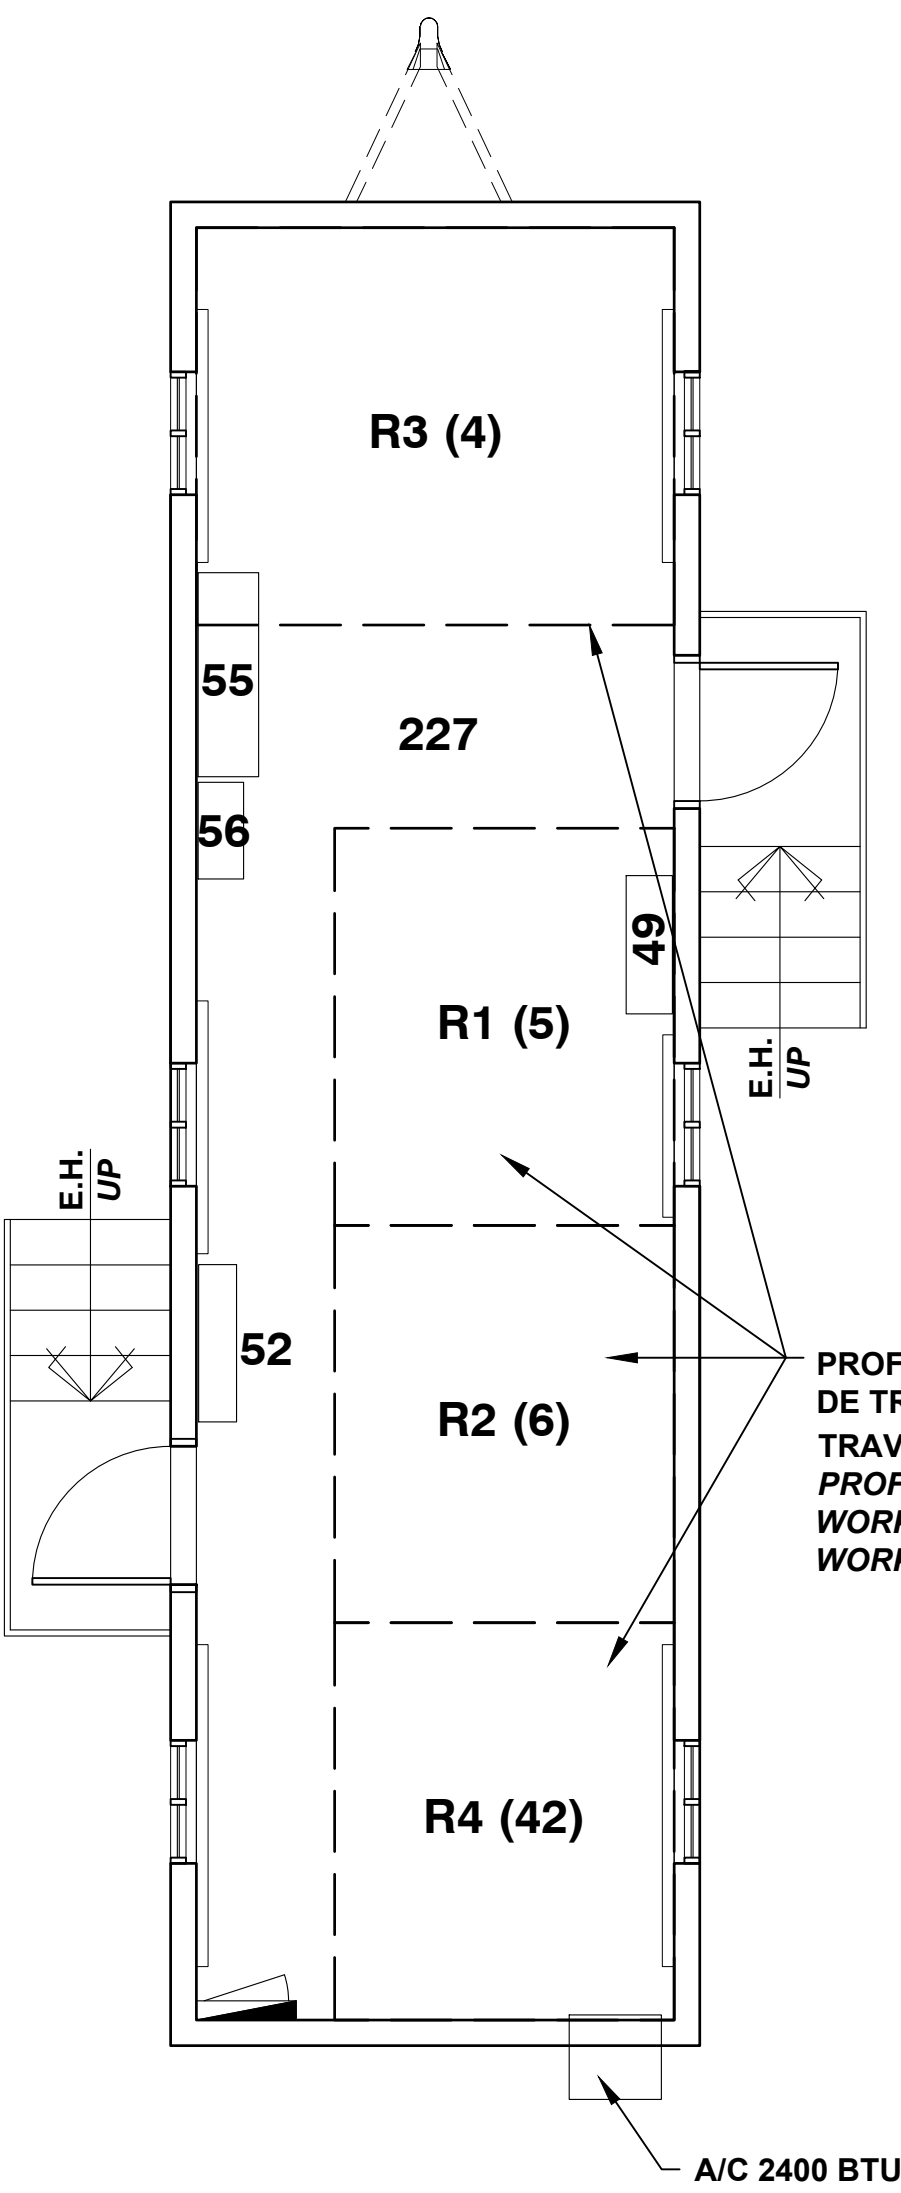 R3 (4)
55
227
56
49
R1 (5)
E.H.
UP
E.H.
UP
52
R2 (6)
PROF
DE TR
TRAV
PROF
WORK
WORK
R4 (42)
A/C 2400 BTU